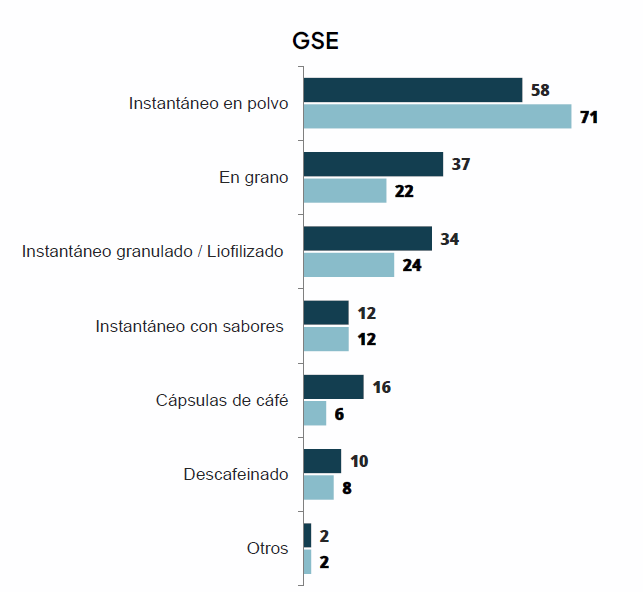 GSE
Instantáneo en polvo
58
71
En grano
37
22
Instantáneo granulado / Liofilizado
34
24
Instantáneo con sabores
12
12
Cápsulas de cáfé
16
6
Descafeinado
10
8
Otros
2
2